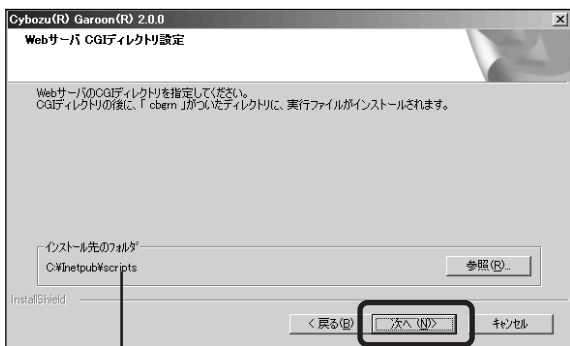 Cybozu(R) Garoon(R) 2.0.0
Webサーバ CGIディレクトリ設定
WebサーバのCGIディレクトリを指定してください。
CGIディレクトリの後に、「 cbgrn 」がついたディレクトリに、実行ファイルがインストールされます。
インストール先のフォルダ
C:¥Inetpub¥scripts
参照(R)...
InstallShield
< 戻る(B)
次へ (N)>
キャンセル